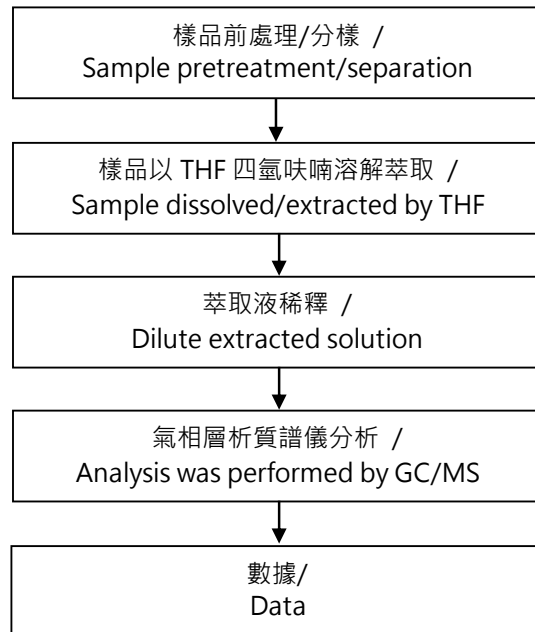 樣品前處理/分樣 /
Sample pretreatment/separation
樣品以 THF 四氫呋喃溶解萃取 /
Sample dissolved/extracted by THF
萃取液稀釋 /
Dilute extracted solution
氣相層析質譜儀分析 /
Analysis was performed by GC/MS
數據/
Data